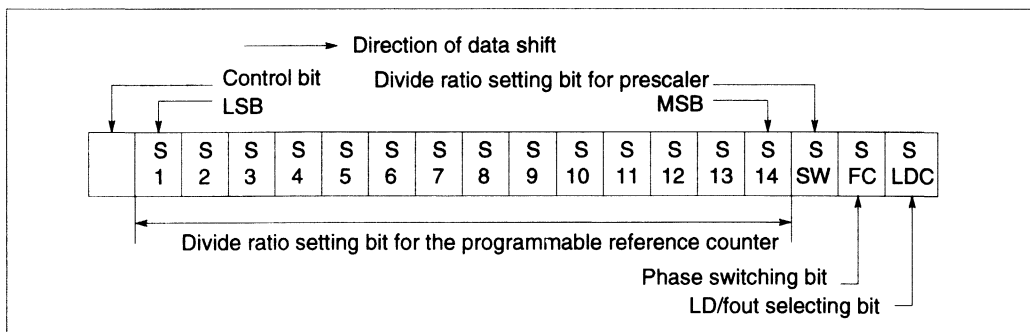 Direction of data shift
Control bit
Divide ratio setting bit for prescaler
LSB
MSB
S S S S S S S S S S S S S S S S S
1 2 3 4 5 6 7 8 9 10 11 12 13 14 SW FC LDC
Divide ratio setting bit for the programmable reference counter
Phase switching bit
LD/fout selecting bit